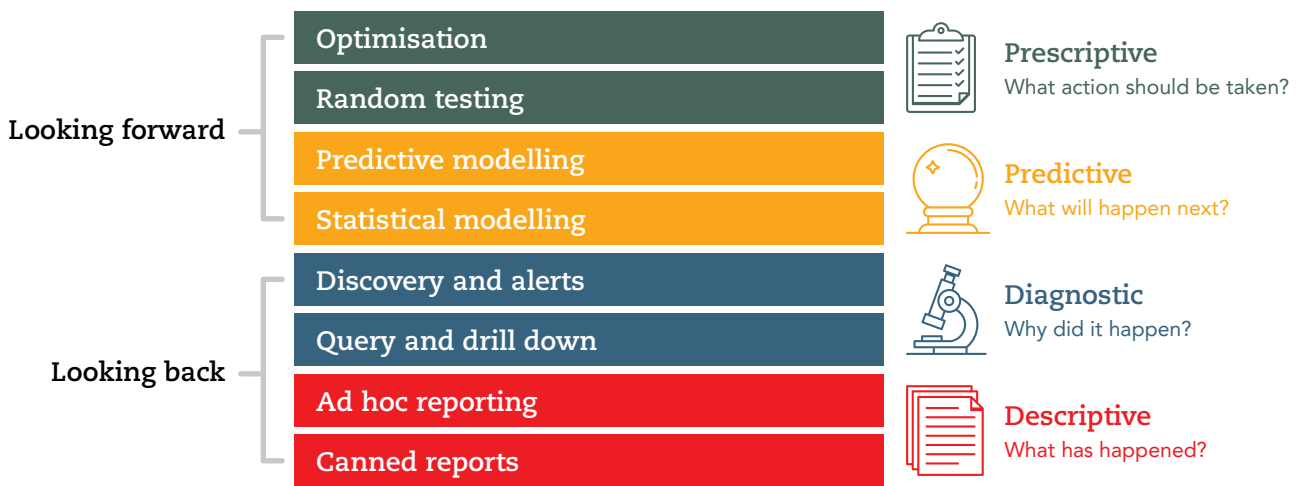 Looking forward
Optimisation
Random testing
Predictive modelling
Statistical modelling
Prescriptive
What action should be taken?
Predictive
What will happen next?
Looking back
Discovery and alerts
Query and drill down
Ad hoc reporting
Canned reports
Diagnostic
Why did it happen?
Descriptive
What has happened?